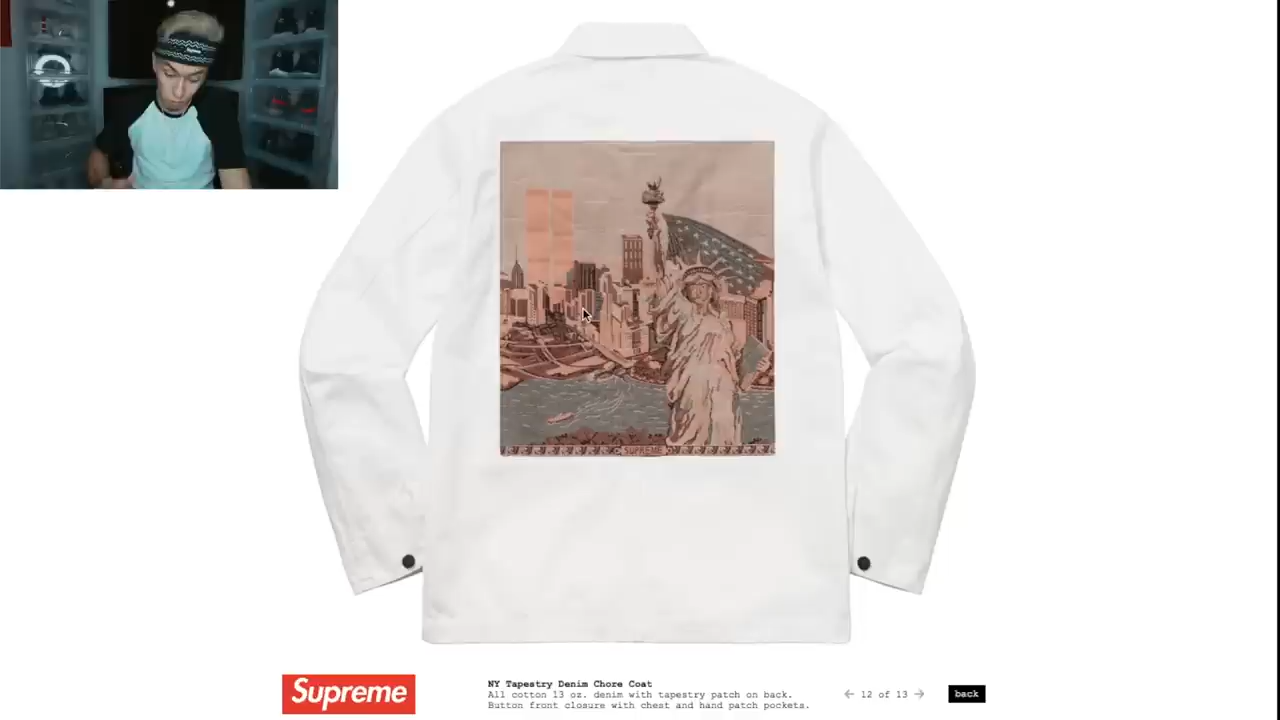 SUPREME
Supreme
NY Tapestry Denim Chore Coat
All cotton 13 oz. denim with tapestry patch on back.
Button front closure with chest and hand patch pockets.
← 12 of 13 →
back